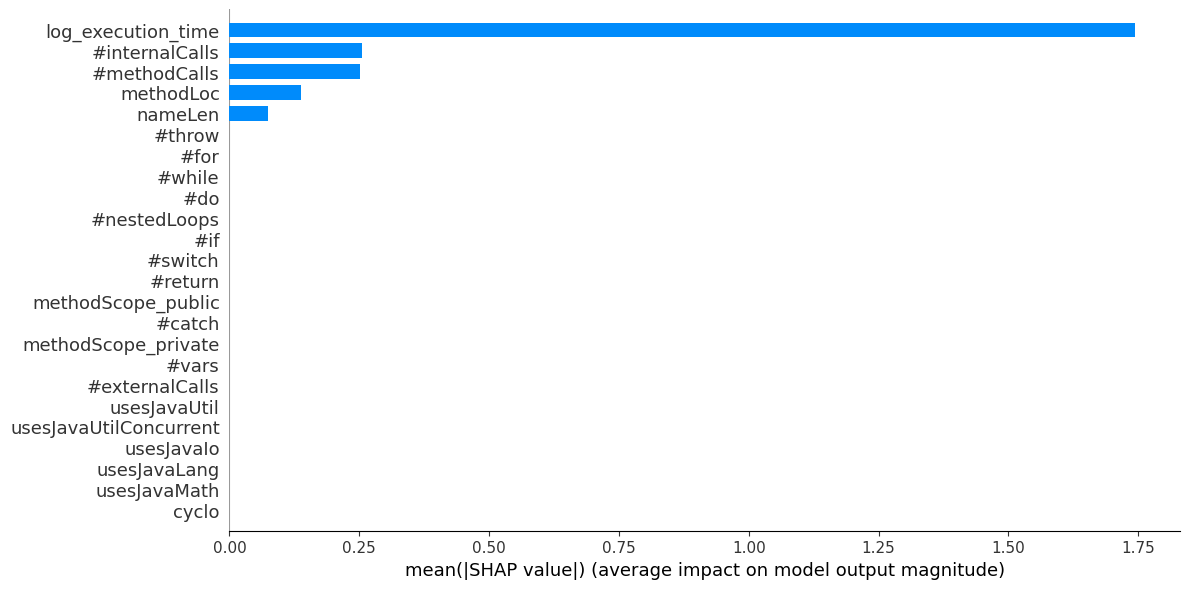 log_execution_time
#internalCalls
#methodCalls
methodLoc
nameLen
#throw
#for
#while
#do
#nestedLoops
#if
#switch
#return
methodScope_public
#catch
methodScope_private
#vars
#externalCalls
usesJavaUtil
usesJavaUtilConcurrent
usesJavaIo
usesJavaLang
usesJavaMath
cyclo
0.00 0.25 0.50 0.75 1.00 1.25 1.50 1.75
mean(|SHAP value|) (average impact on model output magnitude)